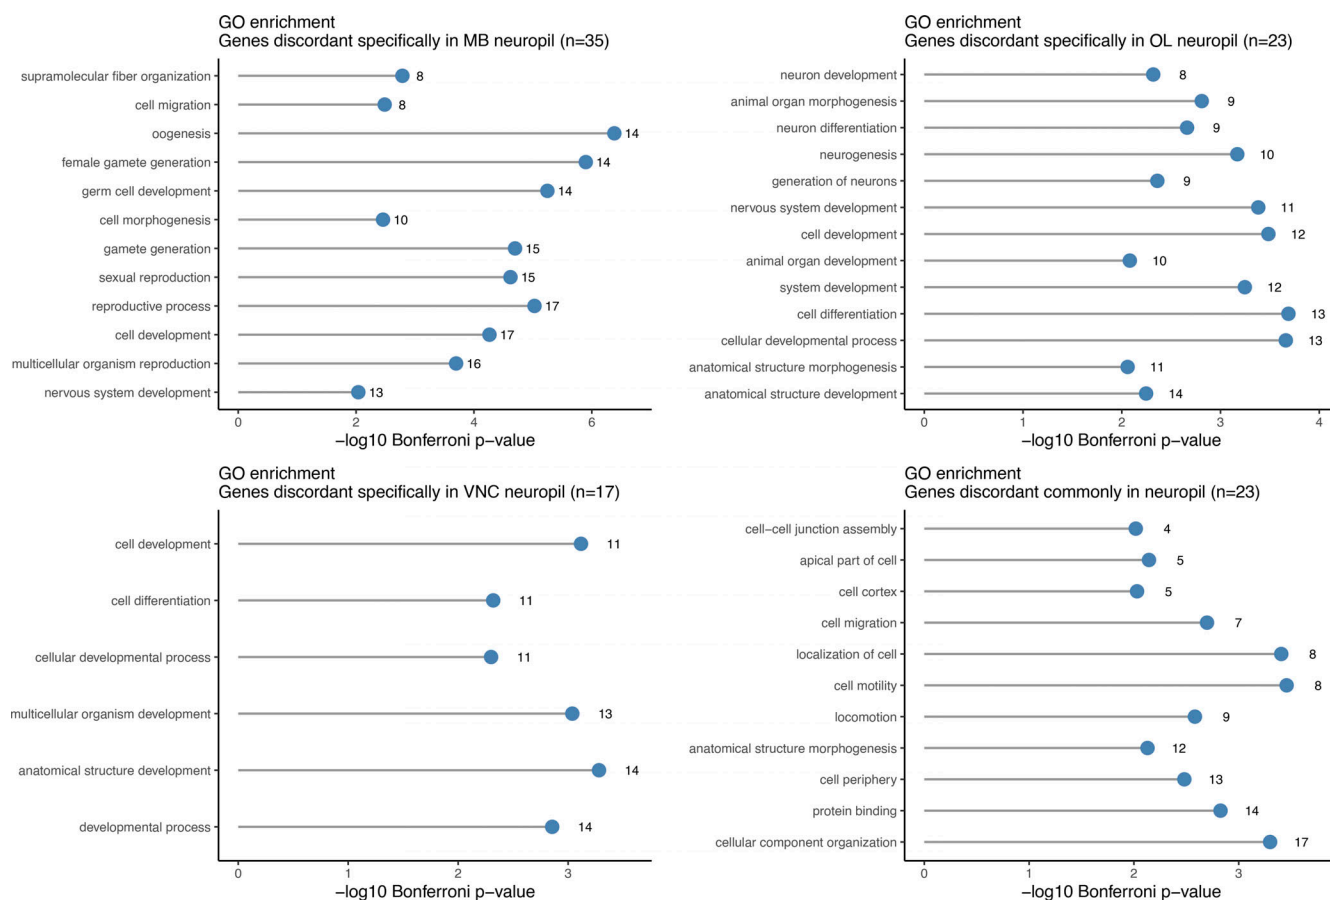 GO enrichment
Genes discordant specifically in MB neuropil (n=35)
supramolecular fiber organization 8
cell migration 8
oogenesis 14
female gamete generation 14
germ cell development 14
cell morphogenesis 10
gamete generation 15
sexual reproduction 15
reproductive process 17
cell development 17
multicellular organism reproduction 16
nervous system development 13
0 2 4 6
−log10 Bonferroni p−value
GO enrichment
Genes discordant specifically in OL neuropil (n=23)
neuron development 8
animal organ morphogenesis 9
neuron differentiation 9
neurogenesis 10
generation of neurons 9
nervous system development 11
cell development 12
animal organ development 10
system development 12
cell differentiation 13
cellular developmental process 13
anatomical structure morphogenesis 11
anatomical structure development 14
0 1 2 3 4
−log10 Bonferroni p−value
GO enrichment
Genes discordant specifically in VNC neuropil (n=17)
cell development 11
cell differentiation 11
cellular developmental process 11
multicellular organism development 13
anatomical structure development 14
developmental process 14
0 1 2 3
−log10 Bonferroni p−value
GO enrichment
Genes discordant commonly in neuropil (n=23)
cell−cell junction assembly 4
apical part of cell 5
cell cortex 5
cell migration 7
localization of cell 8
cell motility 8
locomotion 9
anatomical structure morphogenesis 12
cell periphery 13
protein binding 14
cellular component organization 17
0 1 2 3
−log10 Bonferroni p−value